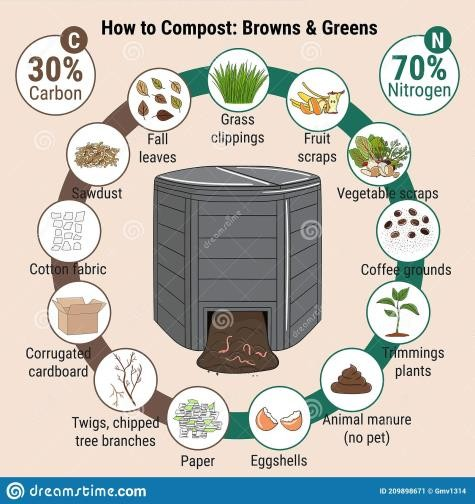 How to Compost: Browns & Greens
C
30%
Carbon
N
70%
Nitrogen
Fall
leaves
Grass
clippings
Fruit
scraps
Sawdust
Vegetable scraps
Cotton fabric
Coffee grounds
Corrugated
cardboard
Trimmings
plants
Twigs, chipped
tree branches
Animal manure
(no pet)
Paper
Eggshells
dreamstime
dreamstime.com
ID 209898671 © Gmv1314